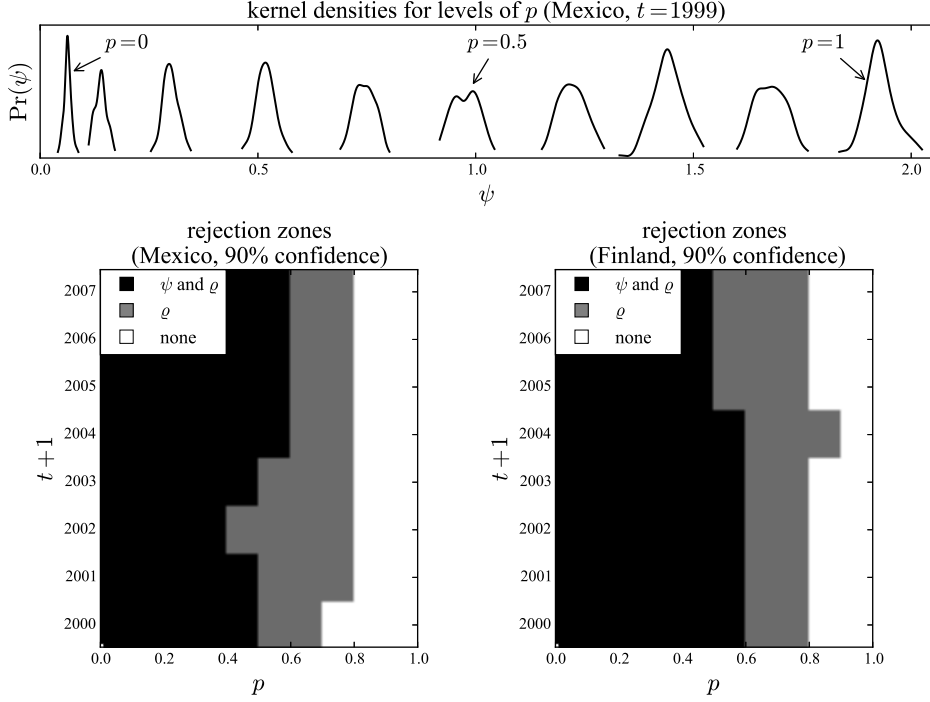 kernel densities for levels of p (Mexico, t = 1999)
p = 0
p = 0.5
p = 1
Pr(ψ)
0.0 0.5 1.0 1.5 2.0
ψ
rejection zones
(Mexico, 90% confidence)
ψ and ϱ
ϱ
none
t + 1
2007
2006
2005
2004
2003
2002
2001
2000
0.0 0.2 0.4 0.6 0.8 1.0
p
rejection zones
(Finland, 90% confidence)
ψ and ϱ
ϱ
none
t + 1
2007
2006
2005
2004
2003
2002
2001
2000
0.0 0.2 0.4 0.6 0.8 1.0
p